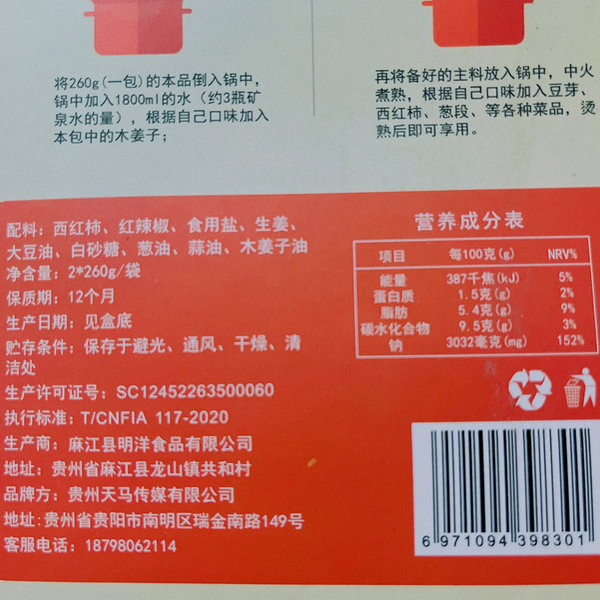 将260g(一包)的本品倒入锅中，
锅中加入1800ml的水（约3瓶矿
泉水的量），根据自己口味加入
本包中的木姜子；
再将备好的主料放入锅中，中火
煮熟，根据自己口味加入豆芽、
西红柿、葱段、等各种菜品，烫
熟后即可享用。
配料：西红柿、红辣椒、食用盐、生姜、
大豆油、白砂糖、葱油、蒜油、木姜子油
净含量：2*260g/袋
保质期：12个月
生产日期：见盒底
贮存条件：保存于避光、通风、干燥、清
洁处
生产许可证号：SC12452263500060
执行标准：T/CNFIA 117-2020
生产商：麻江县明洋食品有限公司
地址：贵州省麻江县龙山镇共和村
品牌方：贵州天马传媒有限公司
地址:贵州省贵阳市南明区瑞金南路149号
客服电话：18798062114
营养成分表
项目 每100克(g) NRV%
能量 387千焦(kJ) 5%
蛋白质 1.5克(g) 2%
脂肪 5.4克(g) 9%
碳水化合物 9.5克(g) 3%
钠 3032毫克(mg) 152%
6 971094 398301